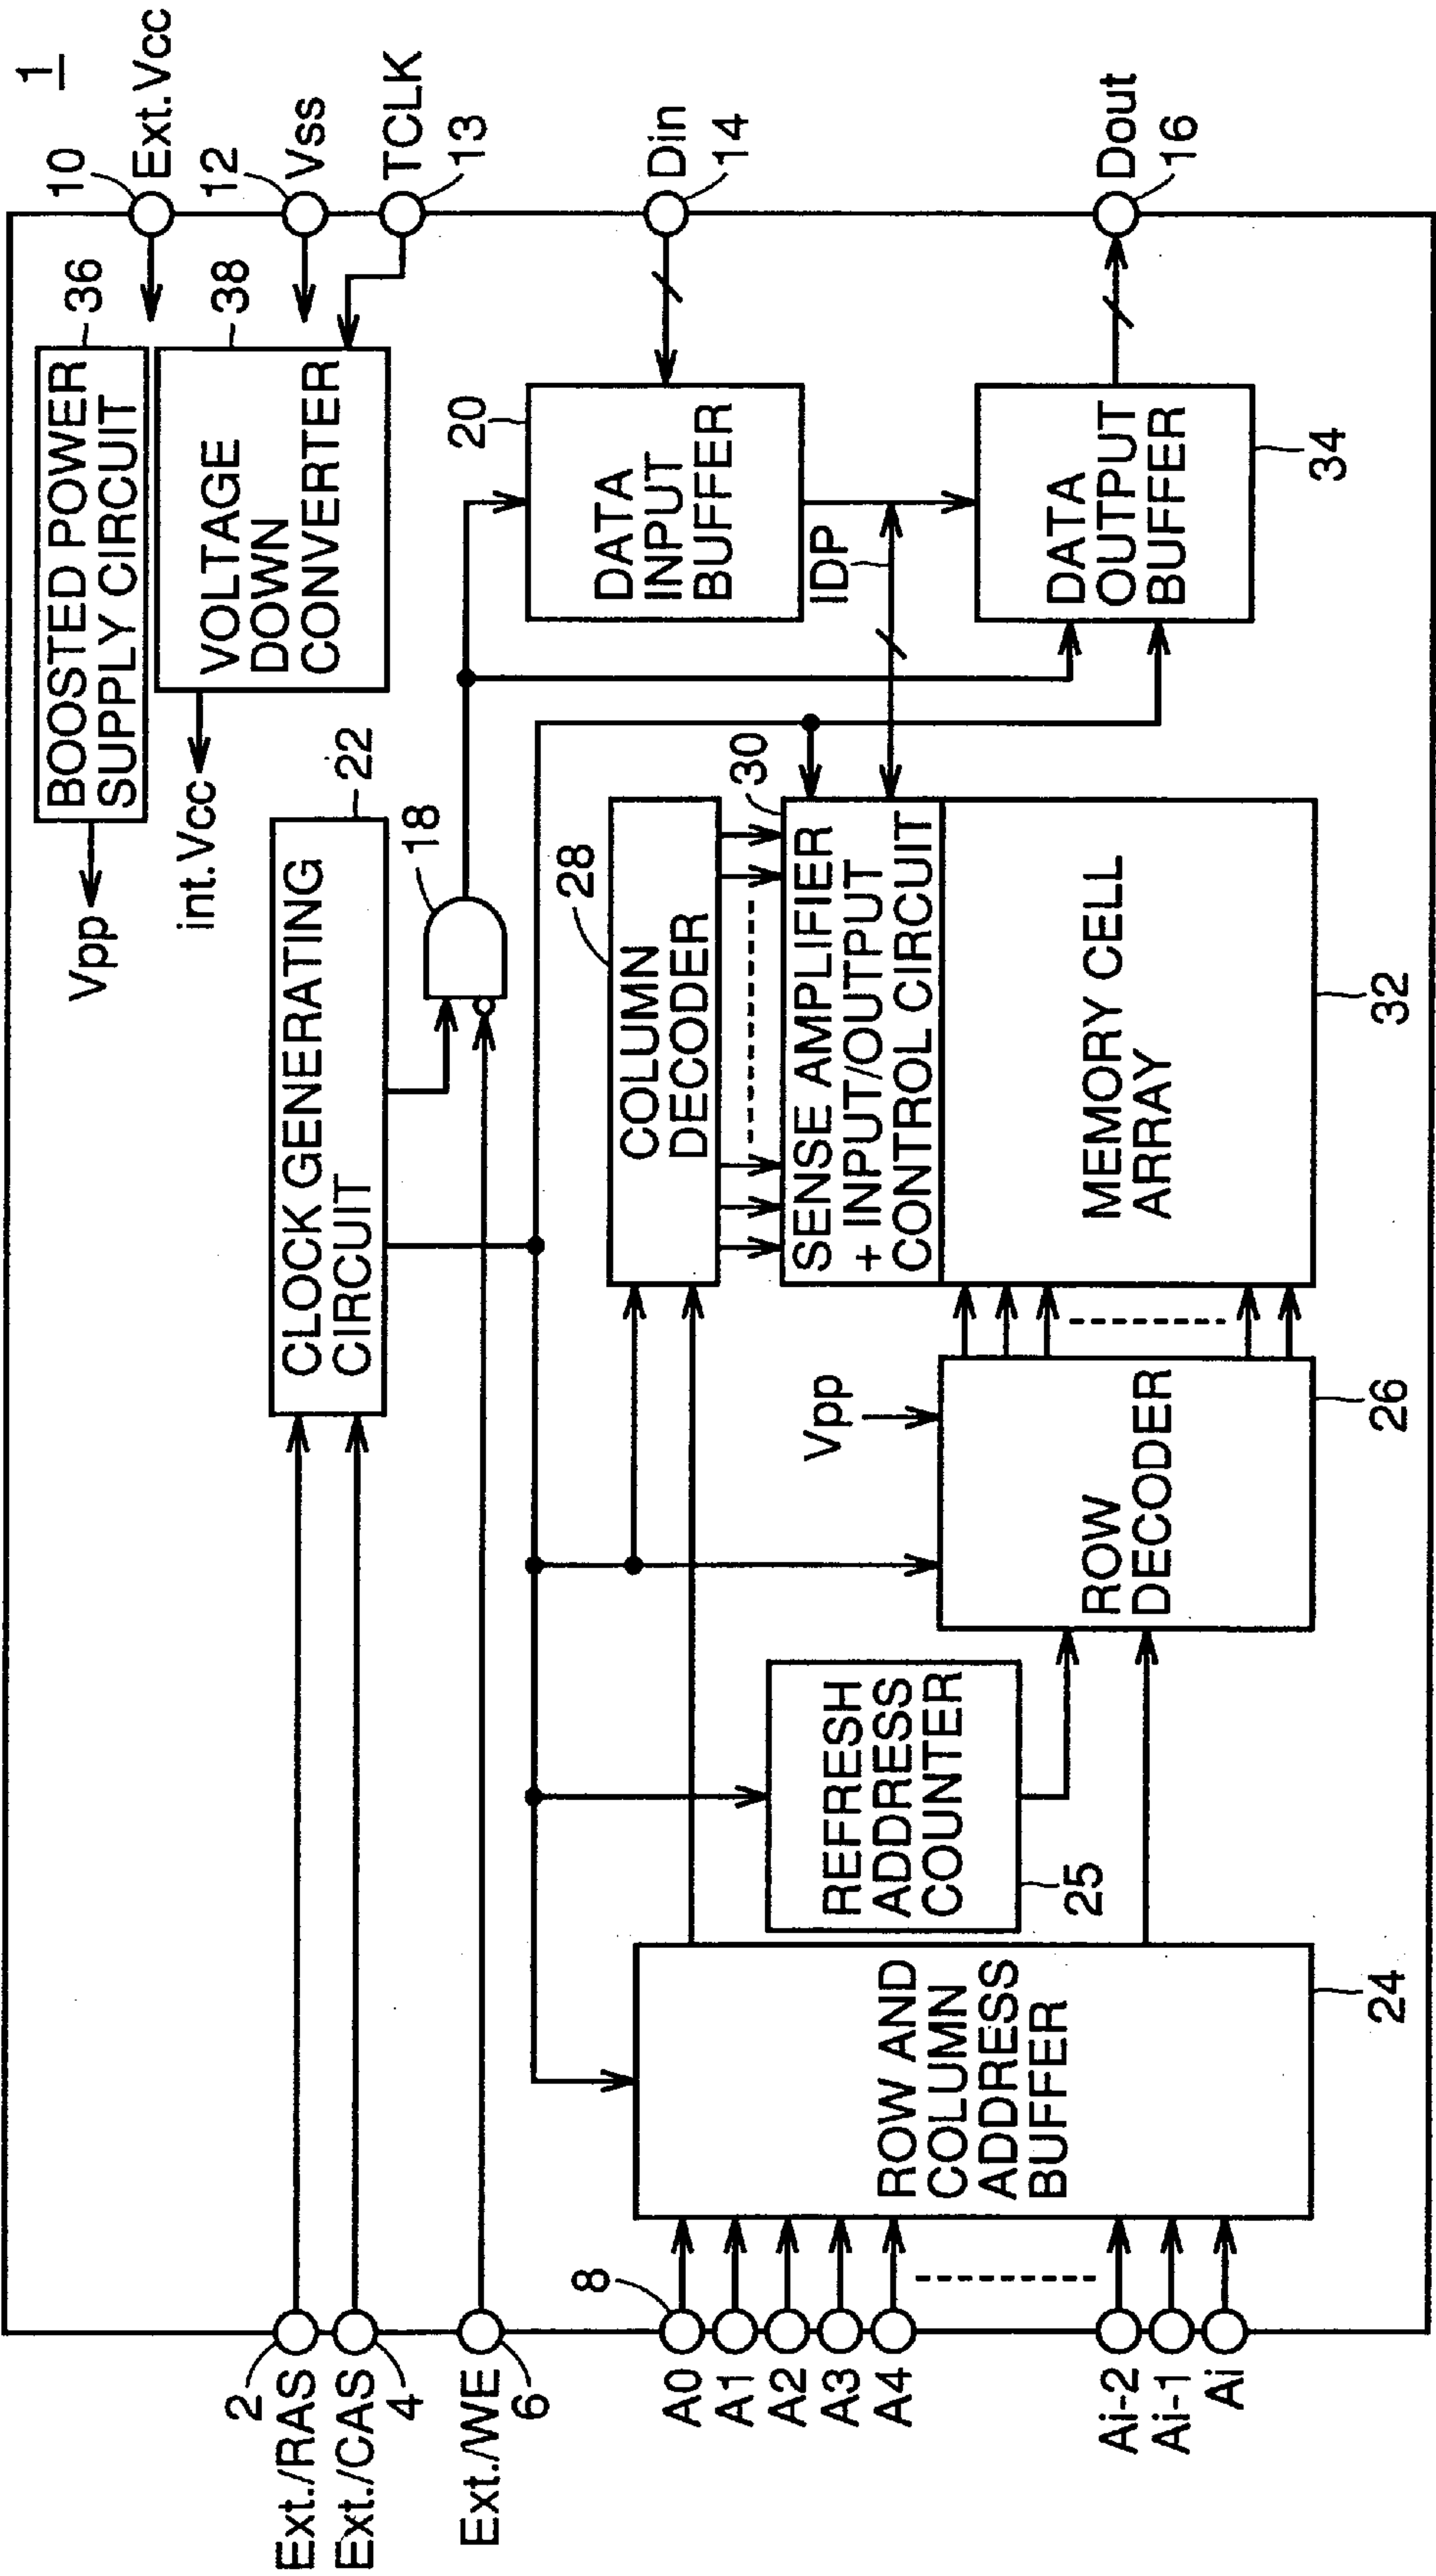 1
BOOSTED POWER
SUPPLY CIRCUIT
36
10
Ext.Vcc
Vpp
VOLTAGE
DOWN
CONVERTER
38
12
Vss
int.Vcc
TCLK
13
2
Ext./RAS
Ext./CAS
4
CLOCK GENERATING
CIRCUIT
22
18
Ext./WE
6
20
DATA
INPUT
BUFFER
Din
14
IDP
28
COLUMN
DECODER
30
SENSE AMPLIFIER
+ INPUT/OUTPUT
CONTROL CIRCUIT
MEMORY CELL
ARRAY
32
DATA
OUTPUT
BUFFER
34
Dout
16
Vpp
ROW
DECODER
26
REFRESH
ADDRESS
COUNTER
25
8
A0
A1
A2
A3
A4
Ai-2
Ai-1
Ai
ROW AND
COLUMN
ADDRESS
BUFFER
24